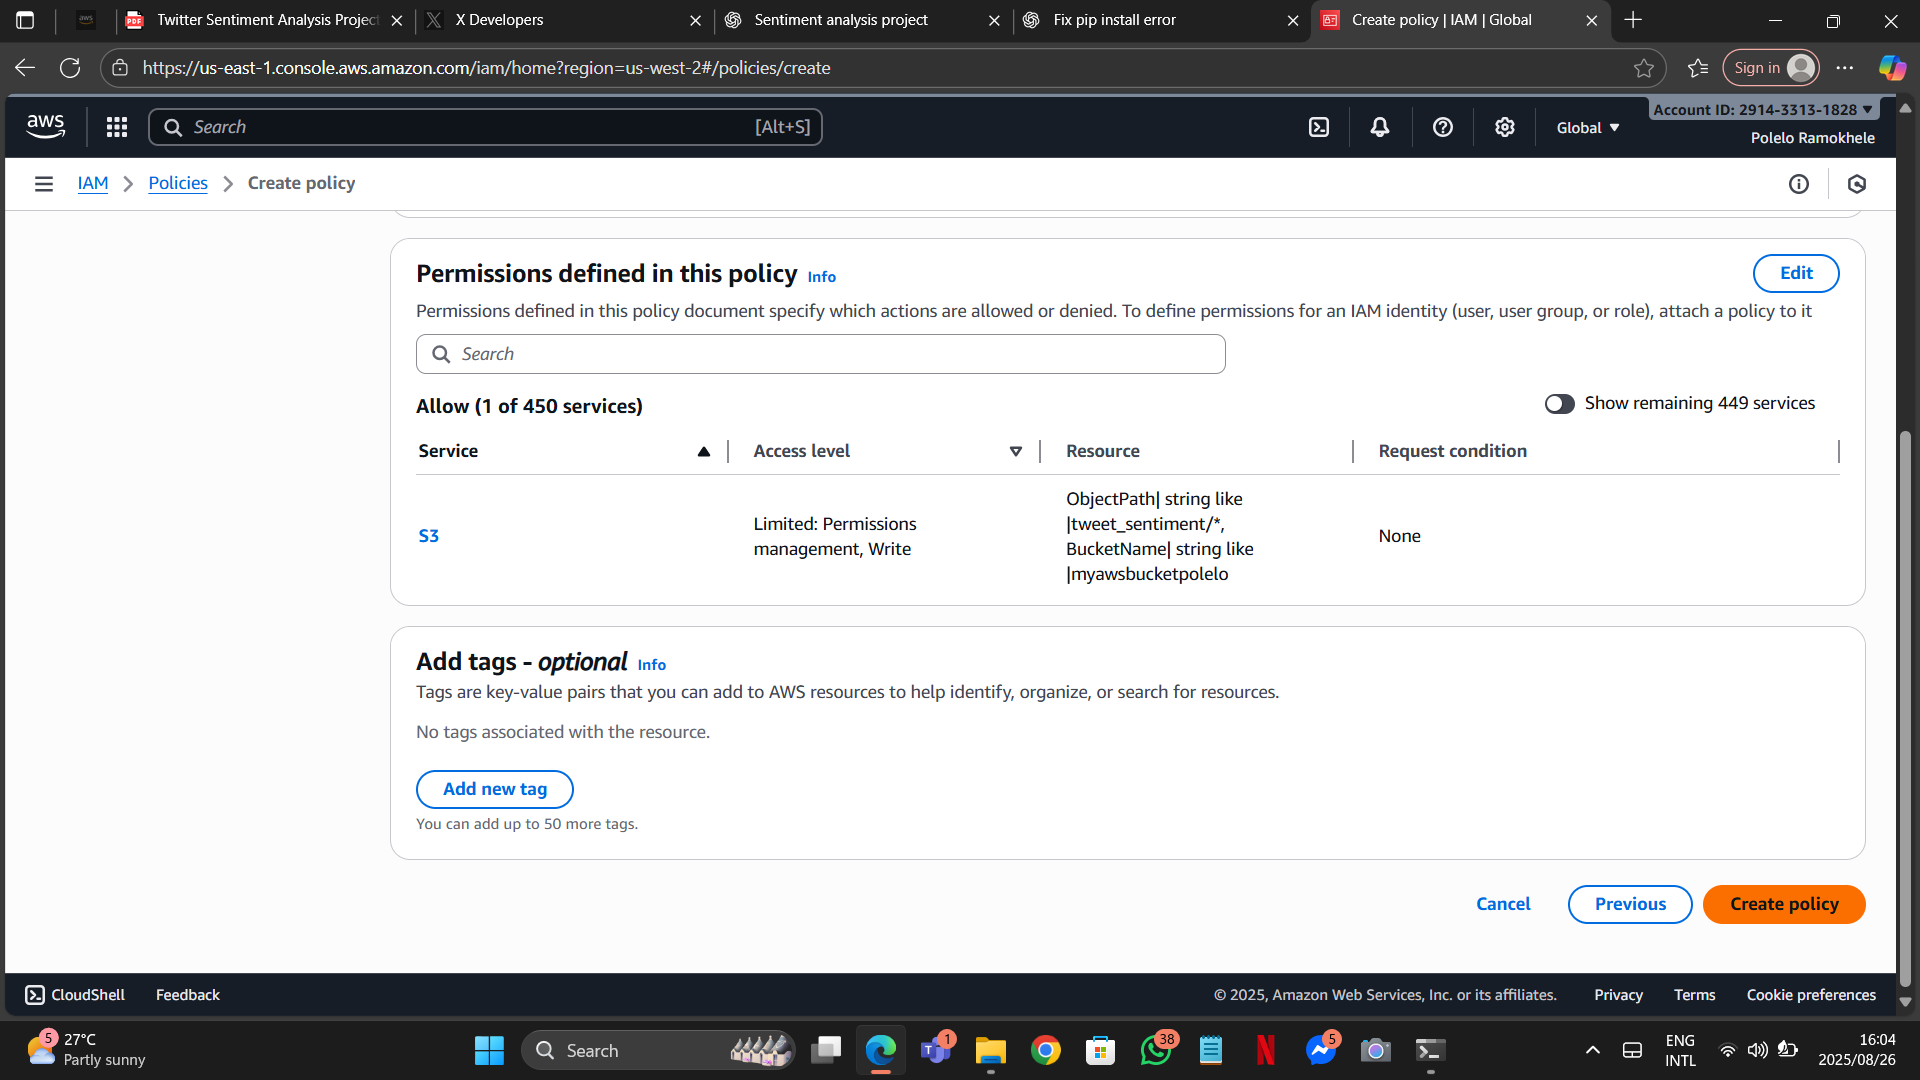 Twitter Sentiment Analysis Project
X Developers
Sentiment analysis project
Fix pip install error
Create policy | IAM | Global
https://us-east-1.console.aws.amazon.com/iam/home?region=us-west-2#/policies/create
Sign in
aws
Search
[Alt+S]
Global
Account ID: 2914-3313-1828
Polelo Ramokhele
IAM
Policies
Create policy
Permissions defined in this policy Info
Edit
Permissions defined in this policy document specify which actions are allowed or denied. To define permissions for an IAM identity (user, user group, or role), attach a policy to it
Search
Allow (1 of 450 services)
Show remaining 449 services
Service
Access level
Resource
Request condition
S3
Limited: Permissions
management, Write
ObjectPath| string like
|tweet_sentiment/*,
BucketName| string like
|myawsbucketpolelo
None
Add tags - optional Info
Tags are key-value pairs that you can add to AWS resources to help identify, organize, or search for resources.
No tags associated with the resource.
Add new tag
You can add up to 50 more tags.
Cancel
Previous
Create policy
CloudShell
Feedback
© 2025, Amazon Web Services, Inc. or its affiliates.
Privacy
Terms
Cookie preferences
5
27°C
Partly sunny
Search
1
38
5
ENG
INTL
16:04
2025/08/26